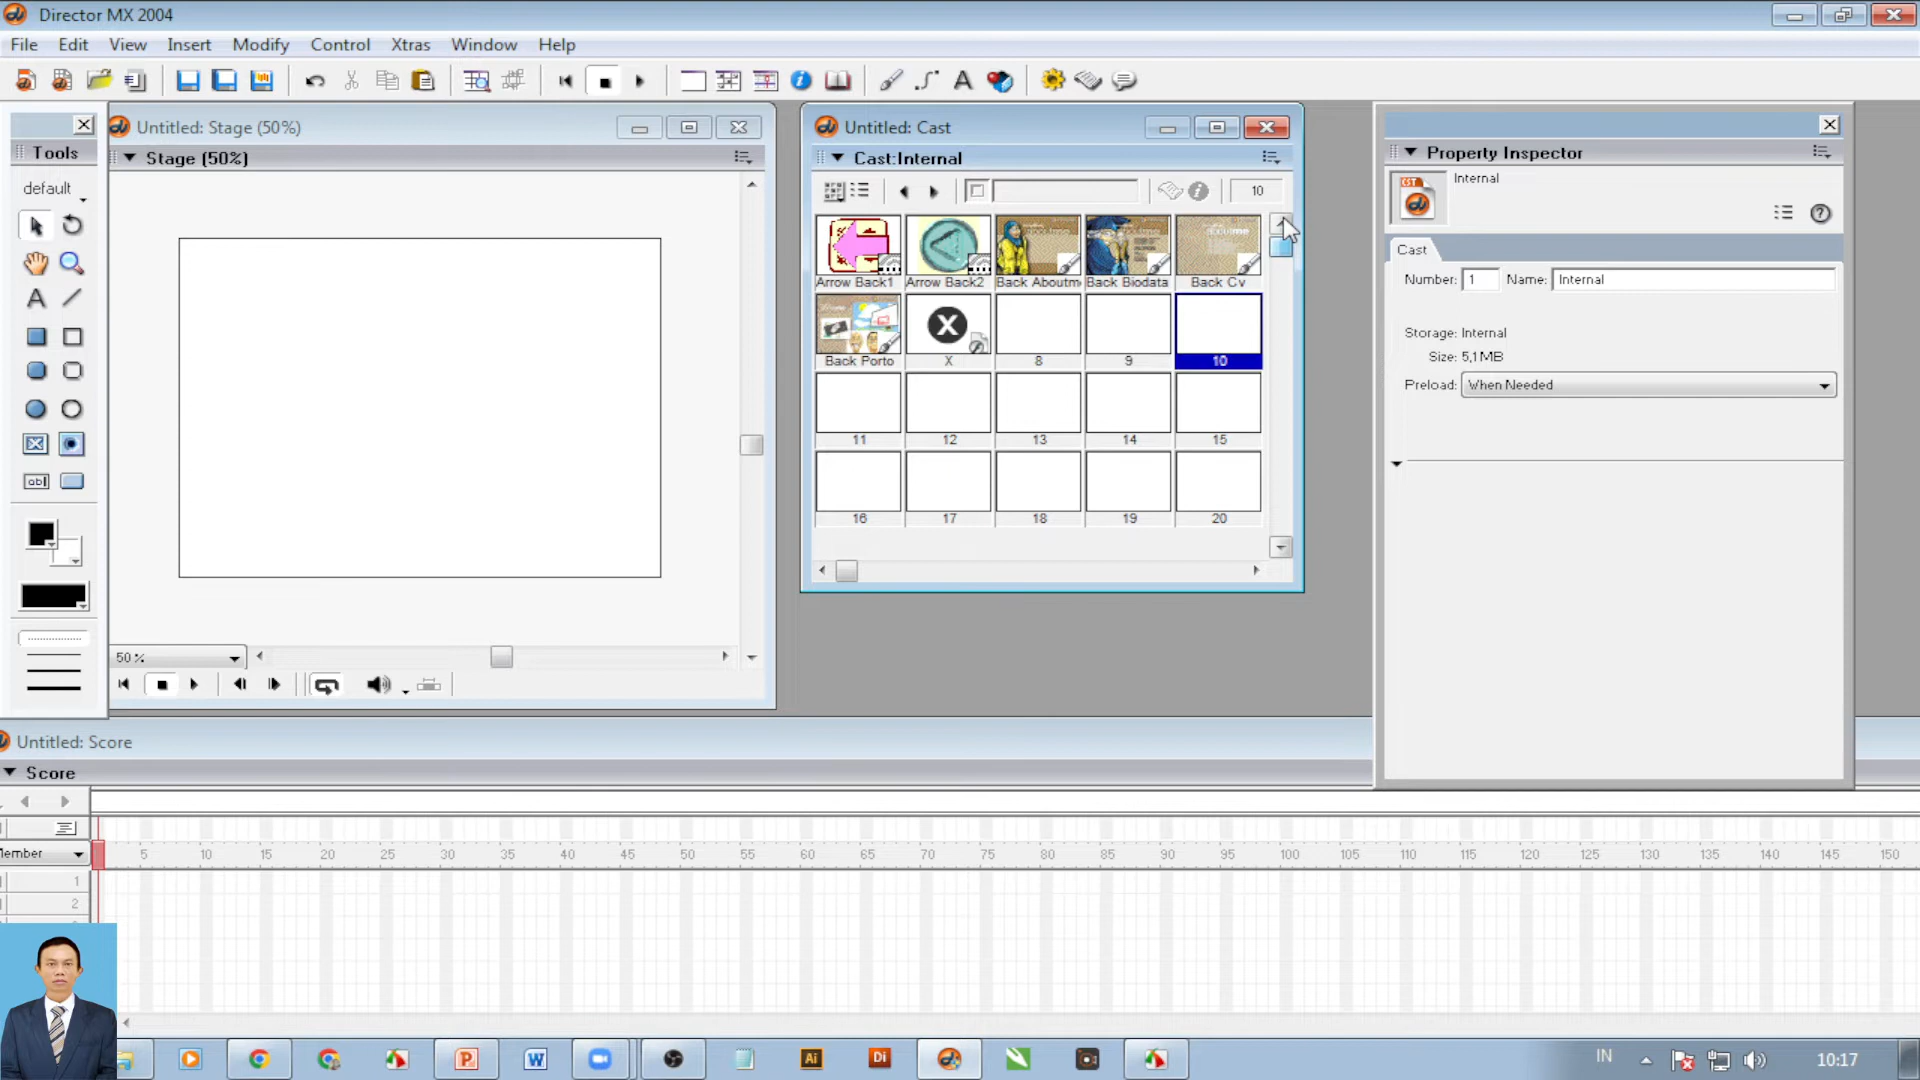 Director MX 2004
File Edit View Insert Modify Control Xtras Window Help
Tools
default
Untitled: Stage (50%)
Stage (50%)
50%
Untitled: Cast
Cast:Internal
10
Arrow Back1 Arrow Back2 Back Aboutm Back Biodata Back Cv
Back Porto X 8 9 10
11 12 13 14 15
16 17 18 19 20
Property Inspector
Internal
Cast
Number: 1 Name: Internal
Storage: Internal
Size: 5,1MB
Preload: When Needed
Untitled: Score
Score
ember 5 10 15 20 25 30 35 40 45 50 55 60 65 70 75 80 85 90 95 100 105 110 115 120 125 130 135 140 145 150
1
2
IN 10:17